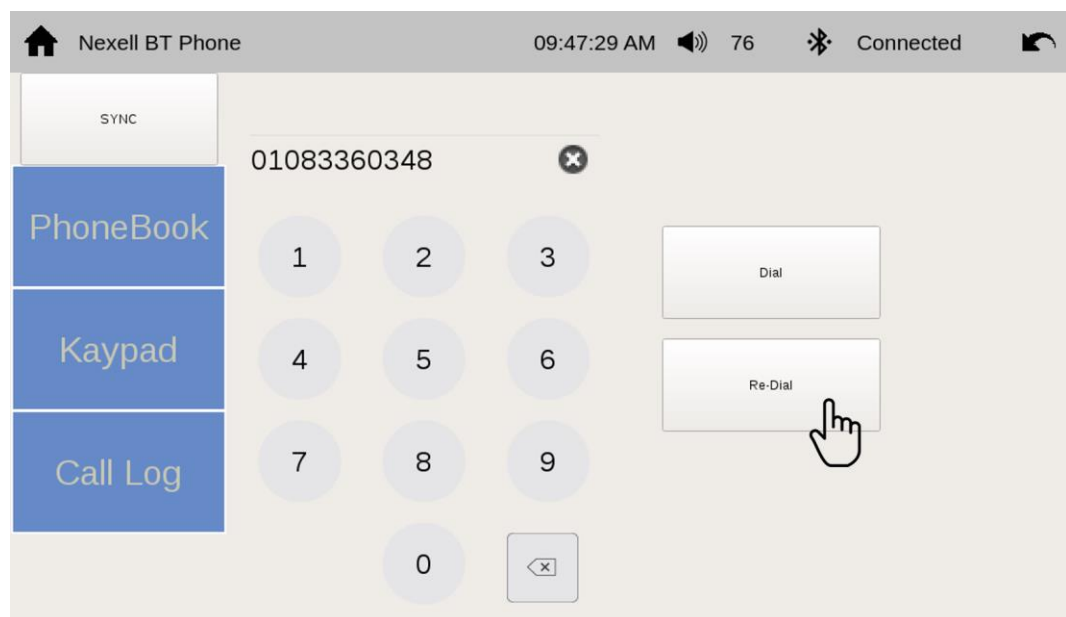 Nexell BT Phone 09:47:29 AM 76 Connected
SYNC
01083360348
PhoneBook
Kaypad
Call Log
1 2 3
4 5 6
7 8 9
0
Dial
Re-Dial